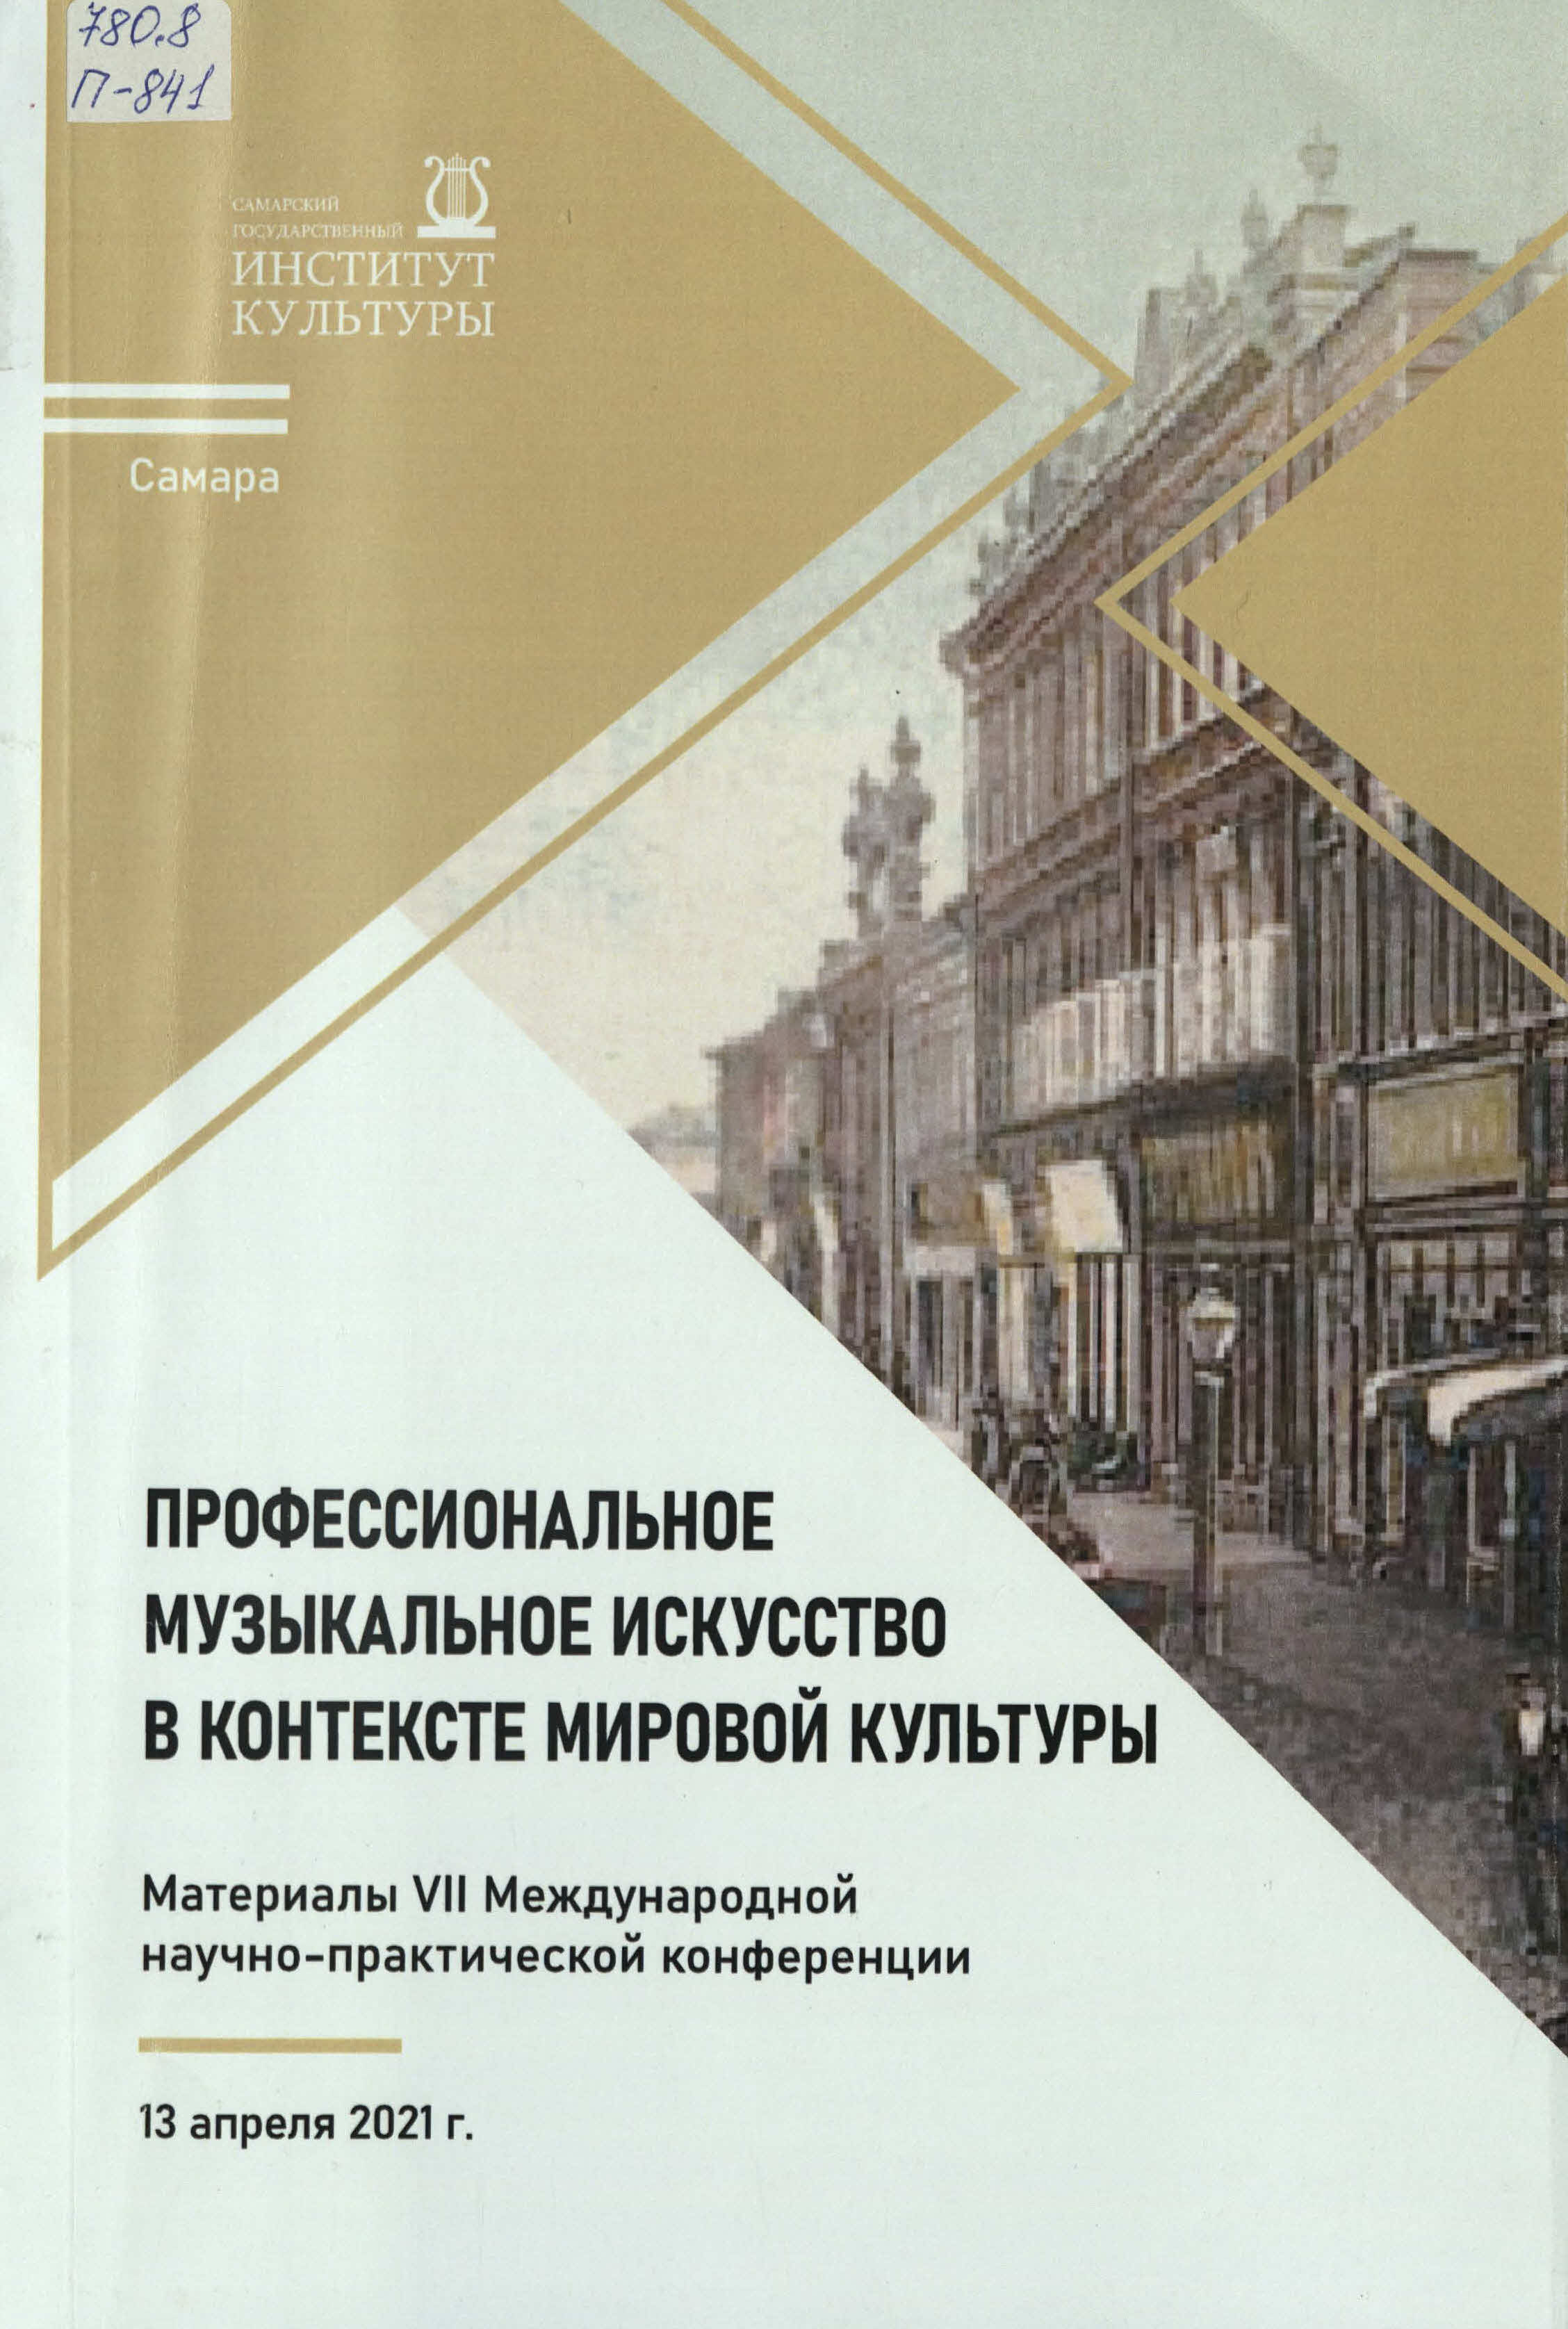 780.8
П-841
САМАРСКИЙ
ГОСУДАРСТВЕННЫЙ
ИНСТИТУТ
КУЛЬТУРЫ
Самара
ПРОФЕССИОНАЛЬНОЕ
МУЗЫКАЛЬНОЕ ИСКУССТВО
В КОНТЕКСТЕ МИРОВОЙ КУЛЬТУРЫ
Материалы VII Международной
научно-практической конференции
13 апреля 2021 г.